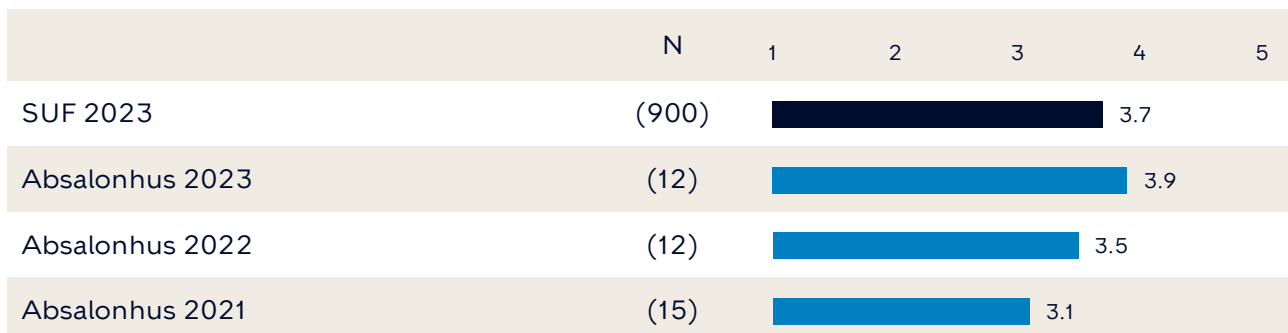 N 1 2 3 4 5
SUF 2023 (900) 3.7
Absalonhus 2023 (12) 3.9
Absalonhus 2022 (12) 3.5
Absalonhus 2021 (15) 3.1